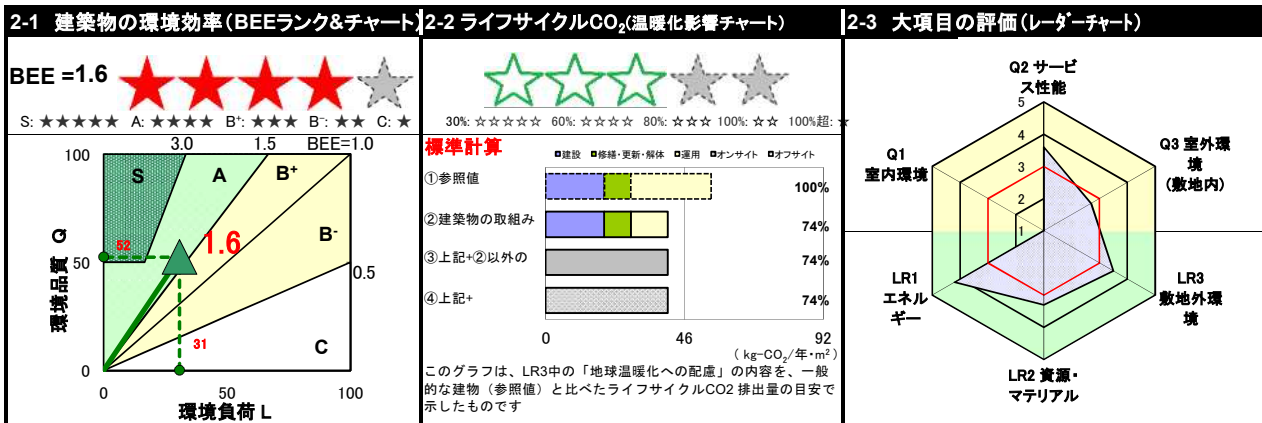 2-1 建築物の環境効率(BEEランク&チャート)
BEE =1.6
S: ★★★★★ A: ★★★★ B+: ★★★ B-: ★★ C: ★
3.0 1.5 BEE=1.0
100
S A B+
B-
1.6
52
50
0.5
31
C
0
環境品質 Q
0 50 100
環境負荷 L
2-2 ライフサイクルCO2(温暖化影響チャート)
30%: ☆☆☆☆☆ 60%: ☆☆☆☆ 80%: ☆☆☆ 100%: ☆☆ 100%超: ★
標準計算
■建設 ■修繕・更新・解体 □運用 □オンサイト □オフサイト
①参照値 100%
②建築物の取組み 74%
③上記+②以外の 74%
④上記+ 74%
0 46 92
( kg-CO2/年・m2)
このグラフは、LR3中の「地球温暖化への配慮」の内容を、一般
的な建物(参照値)と比べたライフサイクルCO2 排出量の目安で
示したものです
2-3 大項目の評価(レーダーチャート)
Q2 サービ
ス性能
5
4
3
2
1
Q1
室内環境
Q3 室外環
境
(敷地内)
LR1
エネル
ギー
LR3
敷地外環
境
LR2 資源・
マテリアル